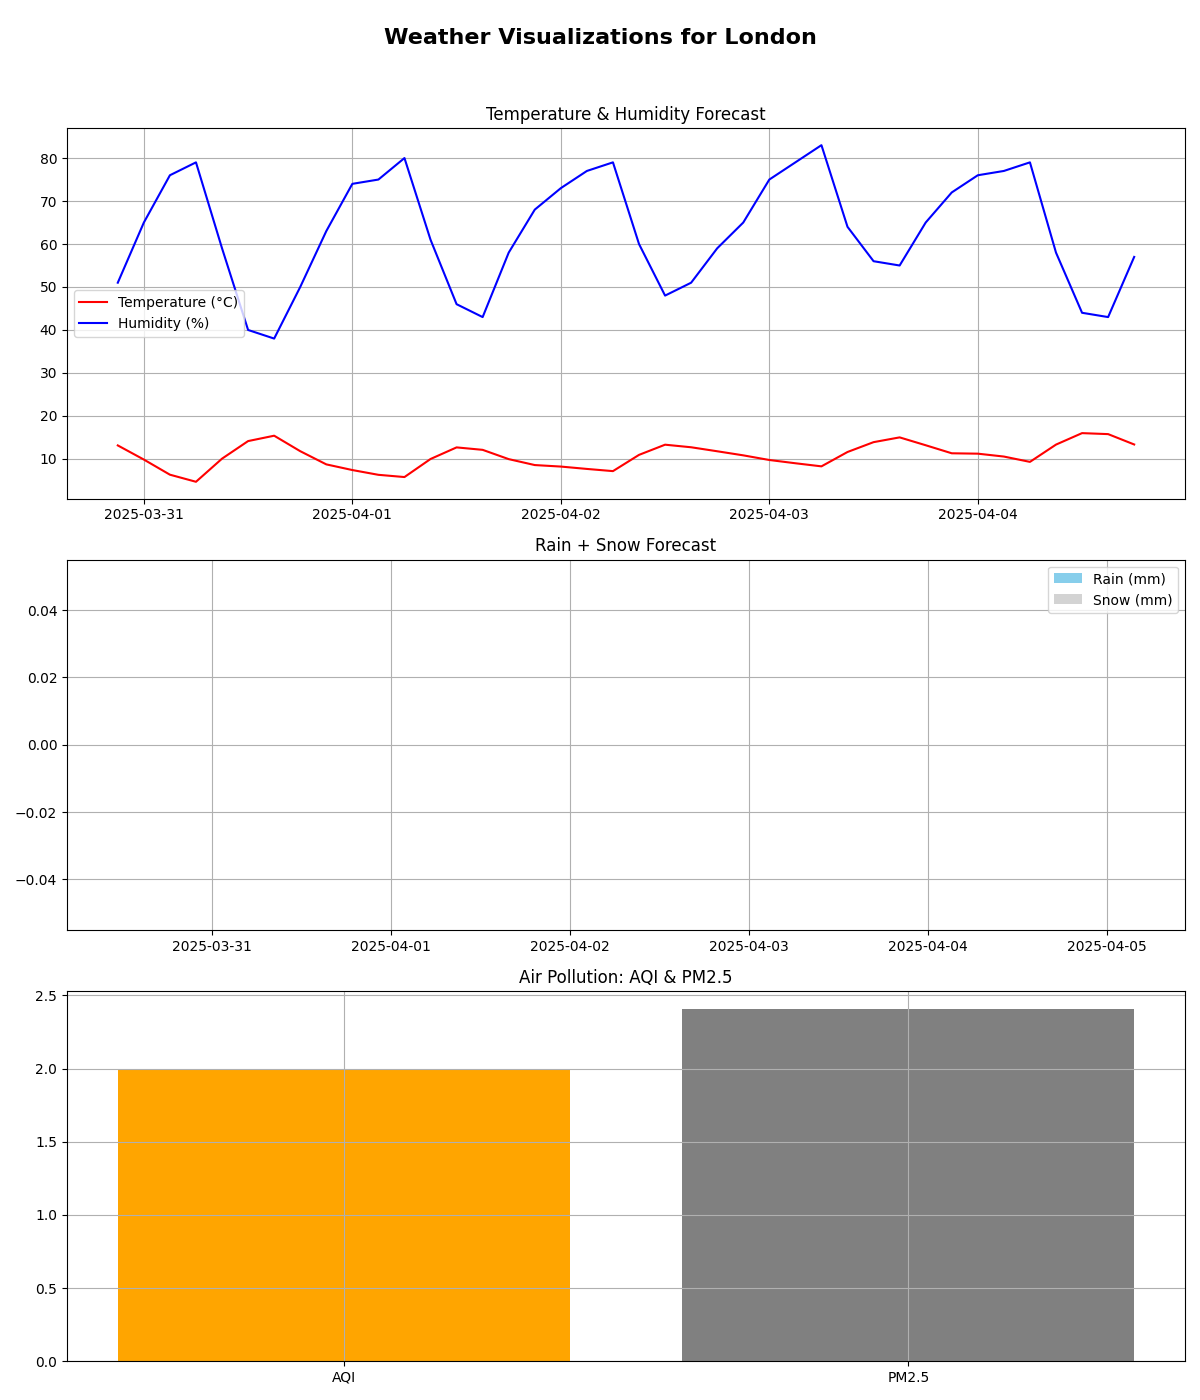 Weather Visualizations for London
Temperature & Humidity Forecast
80
70
60
50
40
30
20
10
Temperature (°C)
Humidity (%)
2025-03-31 2025-04-01 2025-04-02 2025-04-03 2025-04-04
Rain + Snow Forecast
Rain (mm)
Snow (mm)
0.04
0.02
0.00
−0.02
−0.04
2025-03-31 2025-04-01 2025-04-02 2025-04-03 2025-04-04 2025-04-05
Air Pollution: AQI & PM2.5
2.5
2.0
1.5
1.0
0.5
0.0
AQI PM2.5